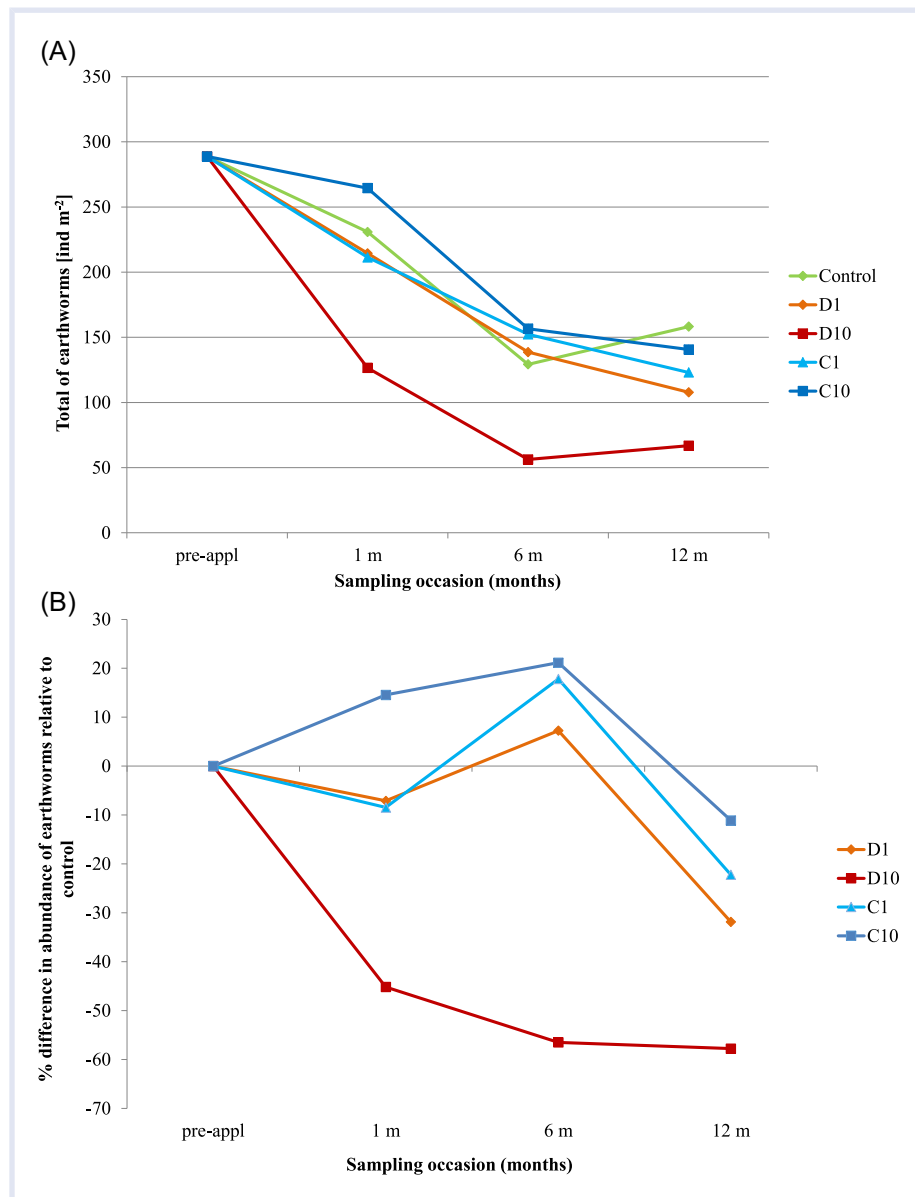 (A)
350
300
250
200
150
100
50
0
Total of earthworms [ind m-2]
pre-appl 1 m 6 m 12 m
Sampling occasion (months)
Control
D1
D10
C1
C10
(B)
30
20
10
0
-10
-20
-30
-40
-50
-60
-70
% difference in abundance of earthworms relative to
control
pre-appl 1 m 6 m 12 m
Sampling occasion (months)
D1
D10
C1
C10